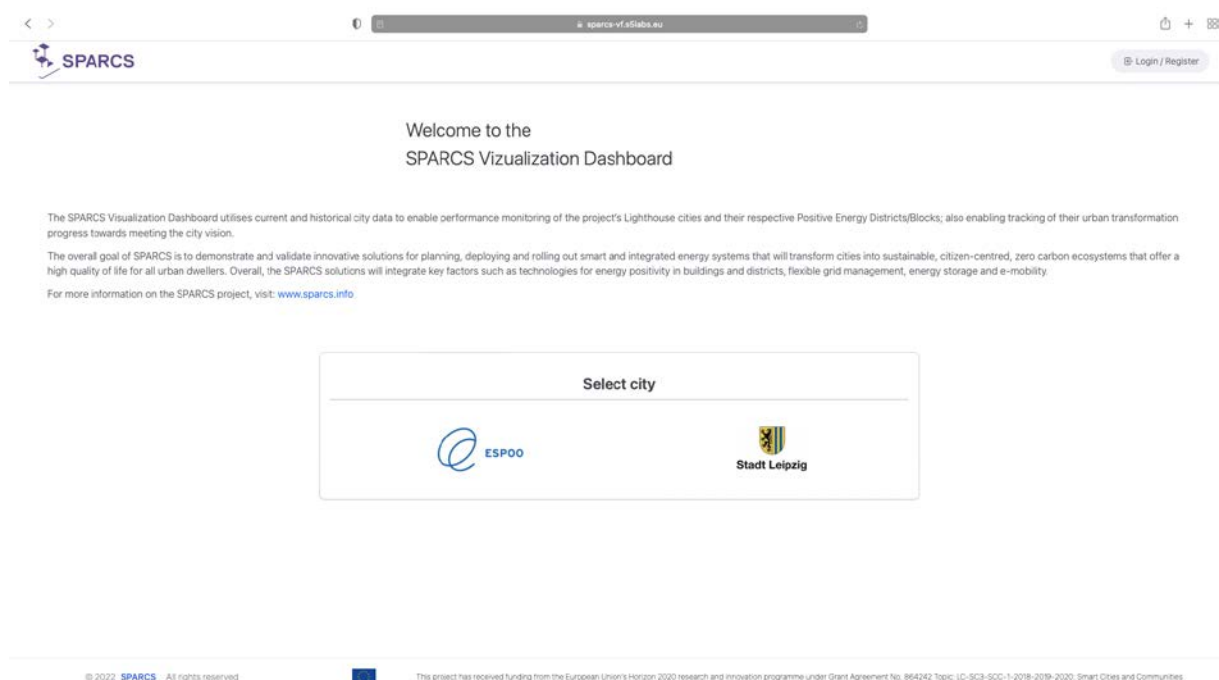 sparcs-vf.s5labs.eu
SPARCS
Login / Register
Welcome to the
SPARCS Vizualization Dashboard
The SPARCS Visualization Dashboard utilises current and historical city data to enable performance monitoring of the project's Lighthouse cities and their respective Positive Energy Districts/Blocks; also enabling tracking of their urban transformation
progress towards meeting the city vision.
The overall goal of SPARCS is to demonstrate and validate innovative solutions for planning, deploying and rolling out smart and integrated energy systems that will transform cities into sustainable, citizen-centred, zero carbon ecosystems that offer a
high quality of life for all urban dwellers. Overall, the SPARCS solutions will integrate key factors such as technologies for energy positivity in buildings and districts, flexible grid management, energy storage and e-mobility.
For more information on the SPARCS project, visit: www.sparcs.info
Select city
ESPOO
Stadt Leipzig
© 2022 SPARCS All rights reserved
This project has received funding from the European Union's Horizon 2020 research and innovation programme under Grant Agreement No. 864242 Topic: LC-SC3-SCC-1-2018-2019-2020: Smart Cities and Communities